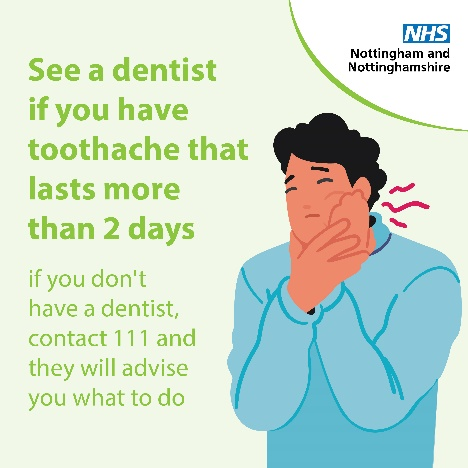 NHS
Nottingham and
Nottinghamshire
See a dentist
if you have
toothache that
lasts more
than 2 days
if you don't
have a dentist,
contact 111 and
they will advise
you what to do